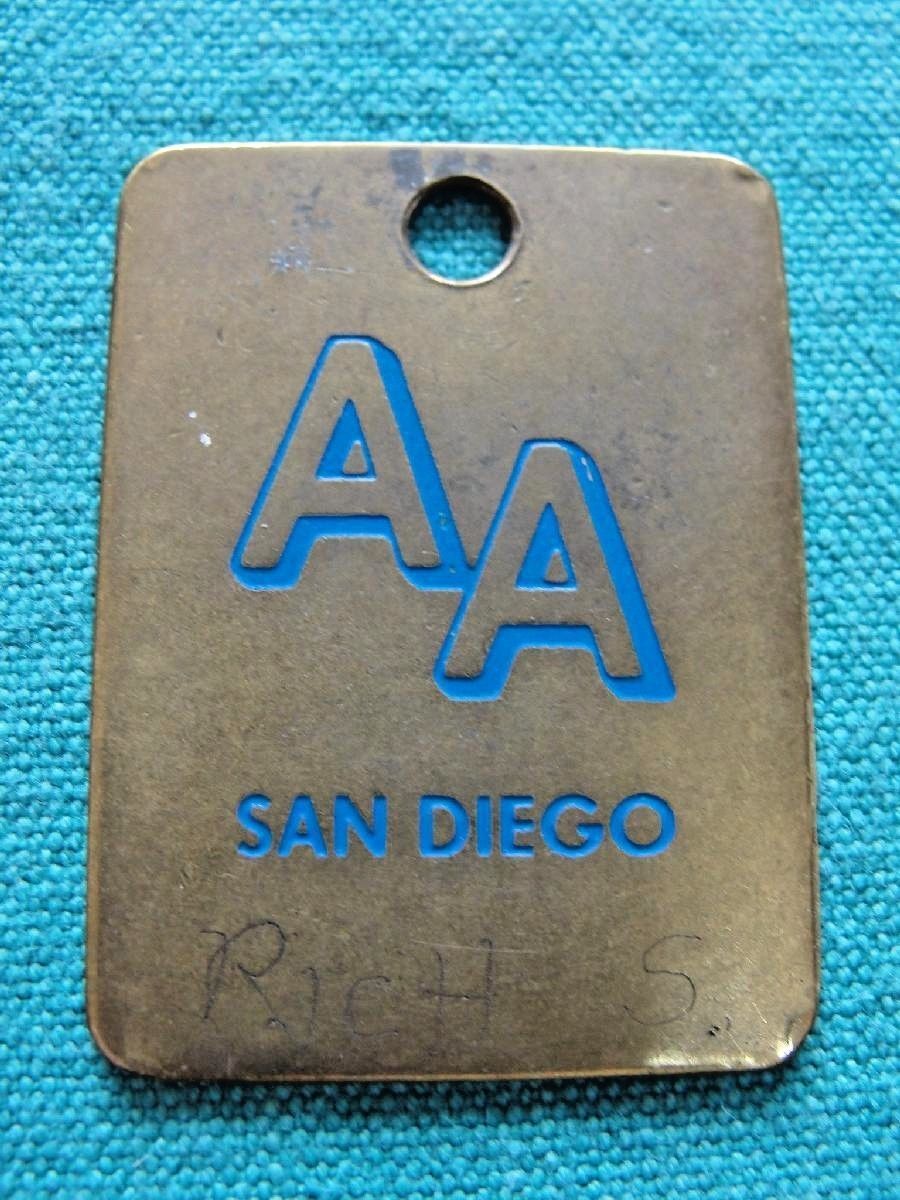 AA
SAN DIEGO
RICH S.